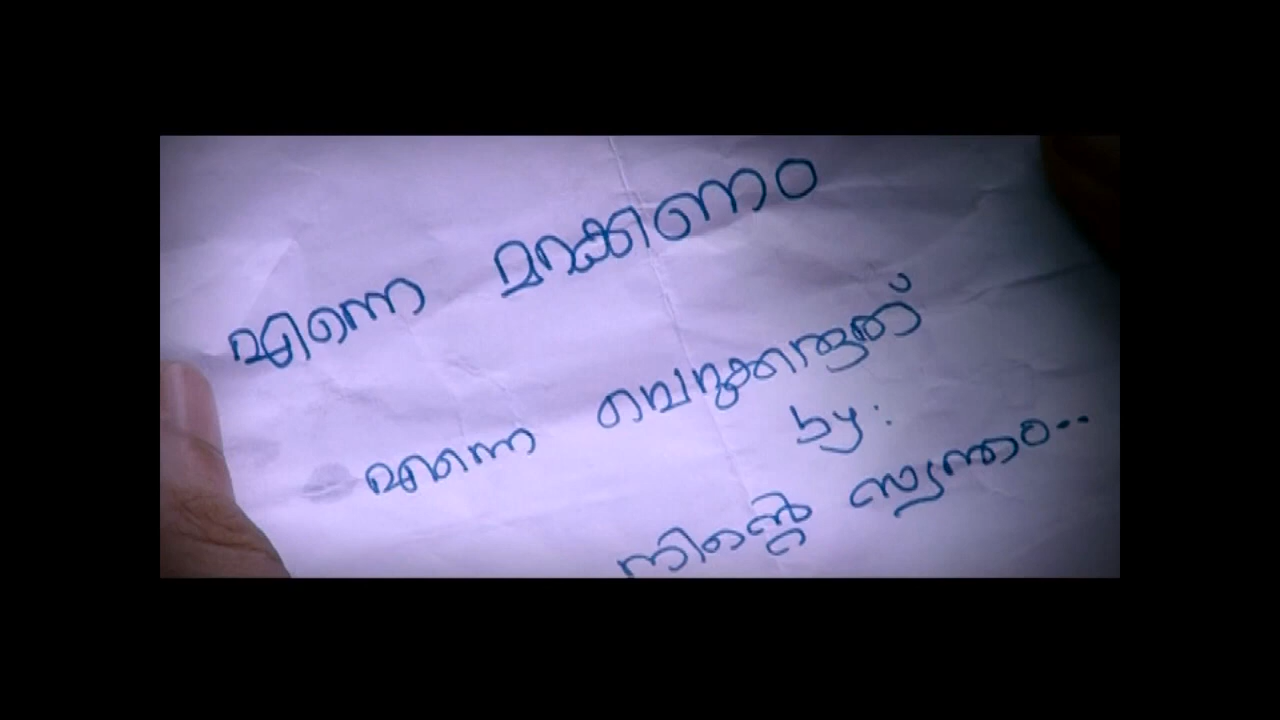 എന്നെ മറക്കണം
എന്നെ വെറുക്കരുത്
by:
നിന്റെ സ്വന്തം..